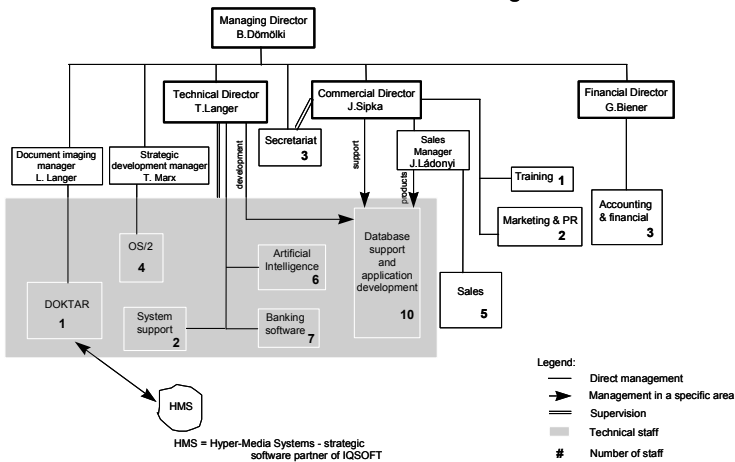 Managing Director
B.Dömölki
Technical Director
T.Langer
Commercial Director
J.Sipka
Financial Director
G.Biener
Secretariat
3
Sales
Manager
J.Ládonyi
Document imaging
manager
L. Langer
Strategic
development manager
T. Marx
development
support
products
Training 1
Marketing & PR
2
Accounting
& financial
3
OS/2
4
Artificial
Intelligence
6
Database
support
and
application
development
10
Sales
5
DOKTAR
1
System
support
2
Banking
software
7
HMS
HMS = Hyper-Media Systems - strategic
software partner of IQSOFT
Legend:
Direct management
Management in a specific area
Supervision
Technical staff
# Number of staff